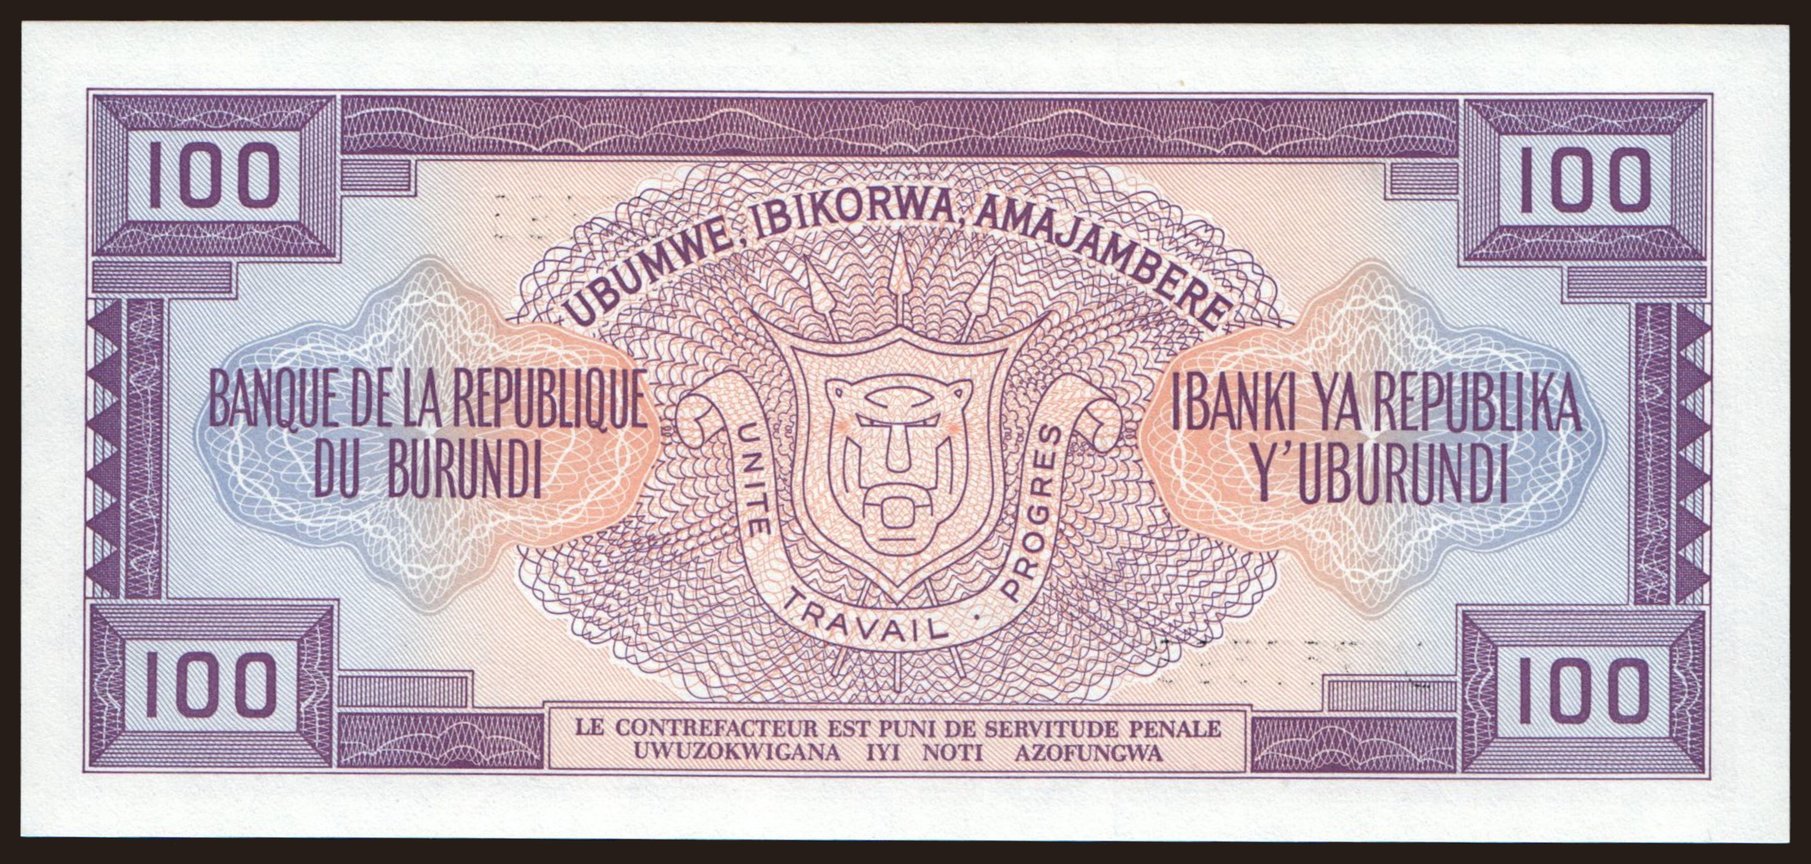 100
100
UBUMWE, IBIKORWA, AMAJAMBERE
BANQUE DE LA REPUBLIQUE
DU BURUNDI
IBANKI YA REPUBLIKA
Y'UBURUNDI
UNITE TRAVAIL · PROGRES
100
100
LE CONTREFACTEUR EST PUNI DE SERVITUDE PENALE
UWUZOKWIGANA IYI NOTI AZOFUNGWA